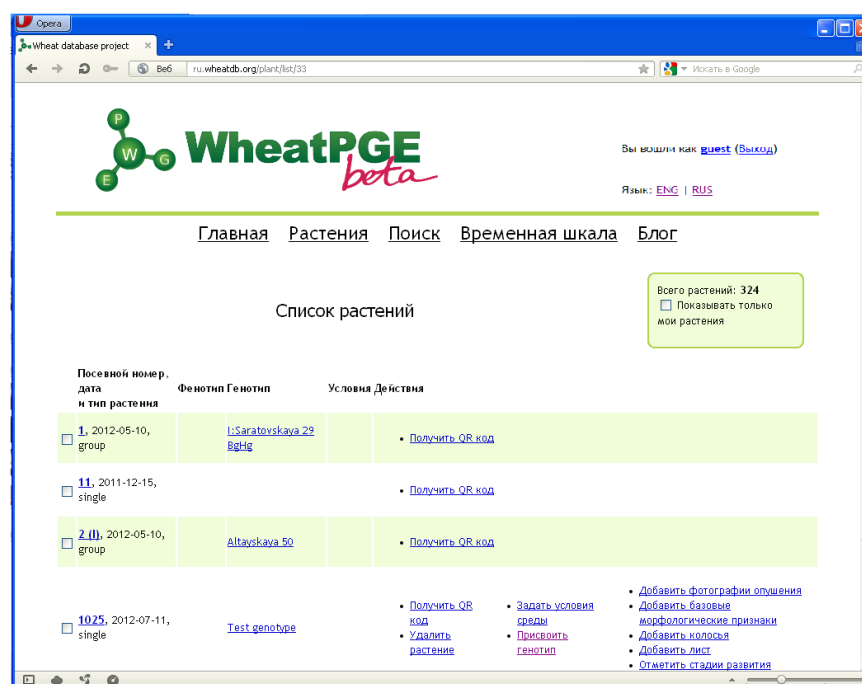 Opera
Wheat database project
Веб
ru.wheatdb.org/plant/list/33
Искать в Google
P
W
G
E
WheatPGE
beta
Вы вошли как guest (Выход)
Язык: ENG | RUS
Главная Растения Поиск Временная шкала Блог
Список растений
Всего растений: 324
Показывать только
мои растения
Посевной номер,
дата
и тип растения
Фенотип Генотип Условия Действия
1, 2012-05-10,
group
I:Saratovskaya 29
BgHg
• Получить QR код
11, 2011-12-15,
single
• Получить QR код
2 (I), 2012-05-10,
group
Altayskaya 50
• Получить QR код
1025, 2012-07-11,
single
Test genotype
• Получить QR
код
• Удалить
растение
• Задать условия
среды
• Присвоить
генотип
• Добавить фотографии опушения
• Добавить базовые
морфологические признаки
• Добавить колосья
• Добавить лист
• Отметить стадии развития